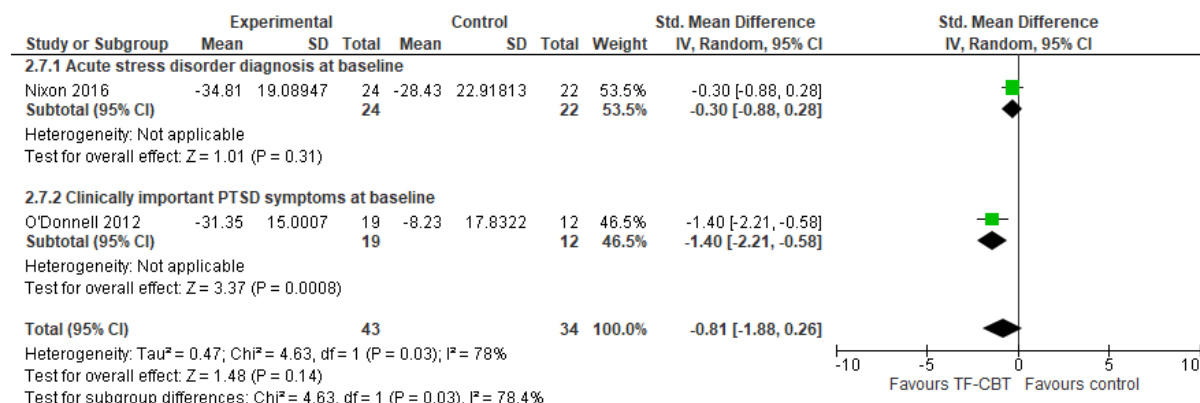 Experimental Control Std. Mean Difference Std. Mean Difference
Study or Subgroup Mean SD Total Mean SD Total Weight IV, Random, 95% CI IV, Random, 95% CI
2.7.1 Acute stress disorder diagnosis at baseline
Nixon 2016 -34.81 19.08947 24 -28.43 22.91813 22 53.5% -0.30 [-0.88, 0.28]
Subtotal (95% CI) 24 22 53.5% -0.30 [-0.88, 0.28]
Heterogeneity: Not applicable
Test for overall effect: Z = 1.01 (P = 0.31)
2.7.2 Clinically important PTSD symptoms at baseline
O'Donnell 2012 -31.35 15.0007 19 -8.23 17.8322 12 46.5% -1.40 [-2.21, -0.58]
Subtotal (95% CI) 19 12 46.5% -1.40 [-2.21, -0.58]
Heterogeneity: Not applicable
Test for overall effect: Z = 3.37 (P = 0.0008)
Total (95% CI) 43 34 100.0% -0.81 [-1.88, 0.26]
Heterogeneity: Tau² = 0.47; Chi² = 4.63, df = 1 (P = 0.03); I² = 78%
Test for overall effect: Z = 1.48 (P = 0.14)
Test for subgroup differences: Chi² = 4.63, df = 1 (P = 0.03), I² = 78.4%
-10 -5 0 5 10
Favours TF-CBT Favours control